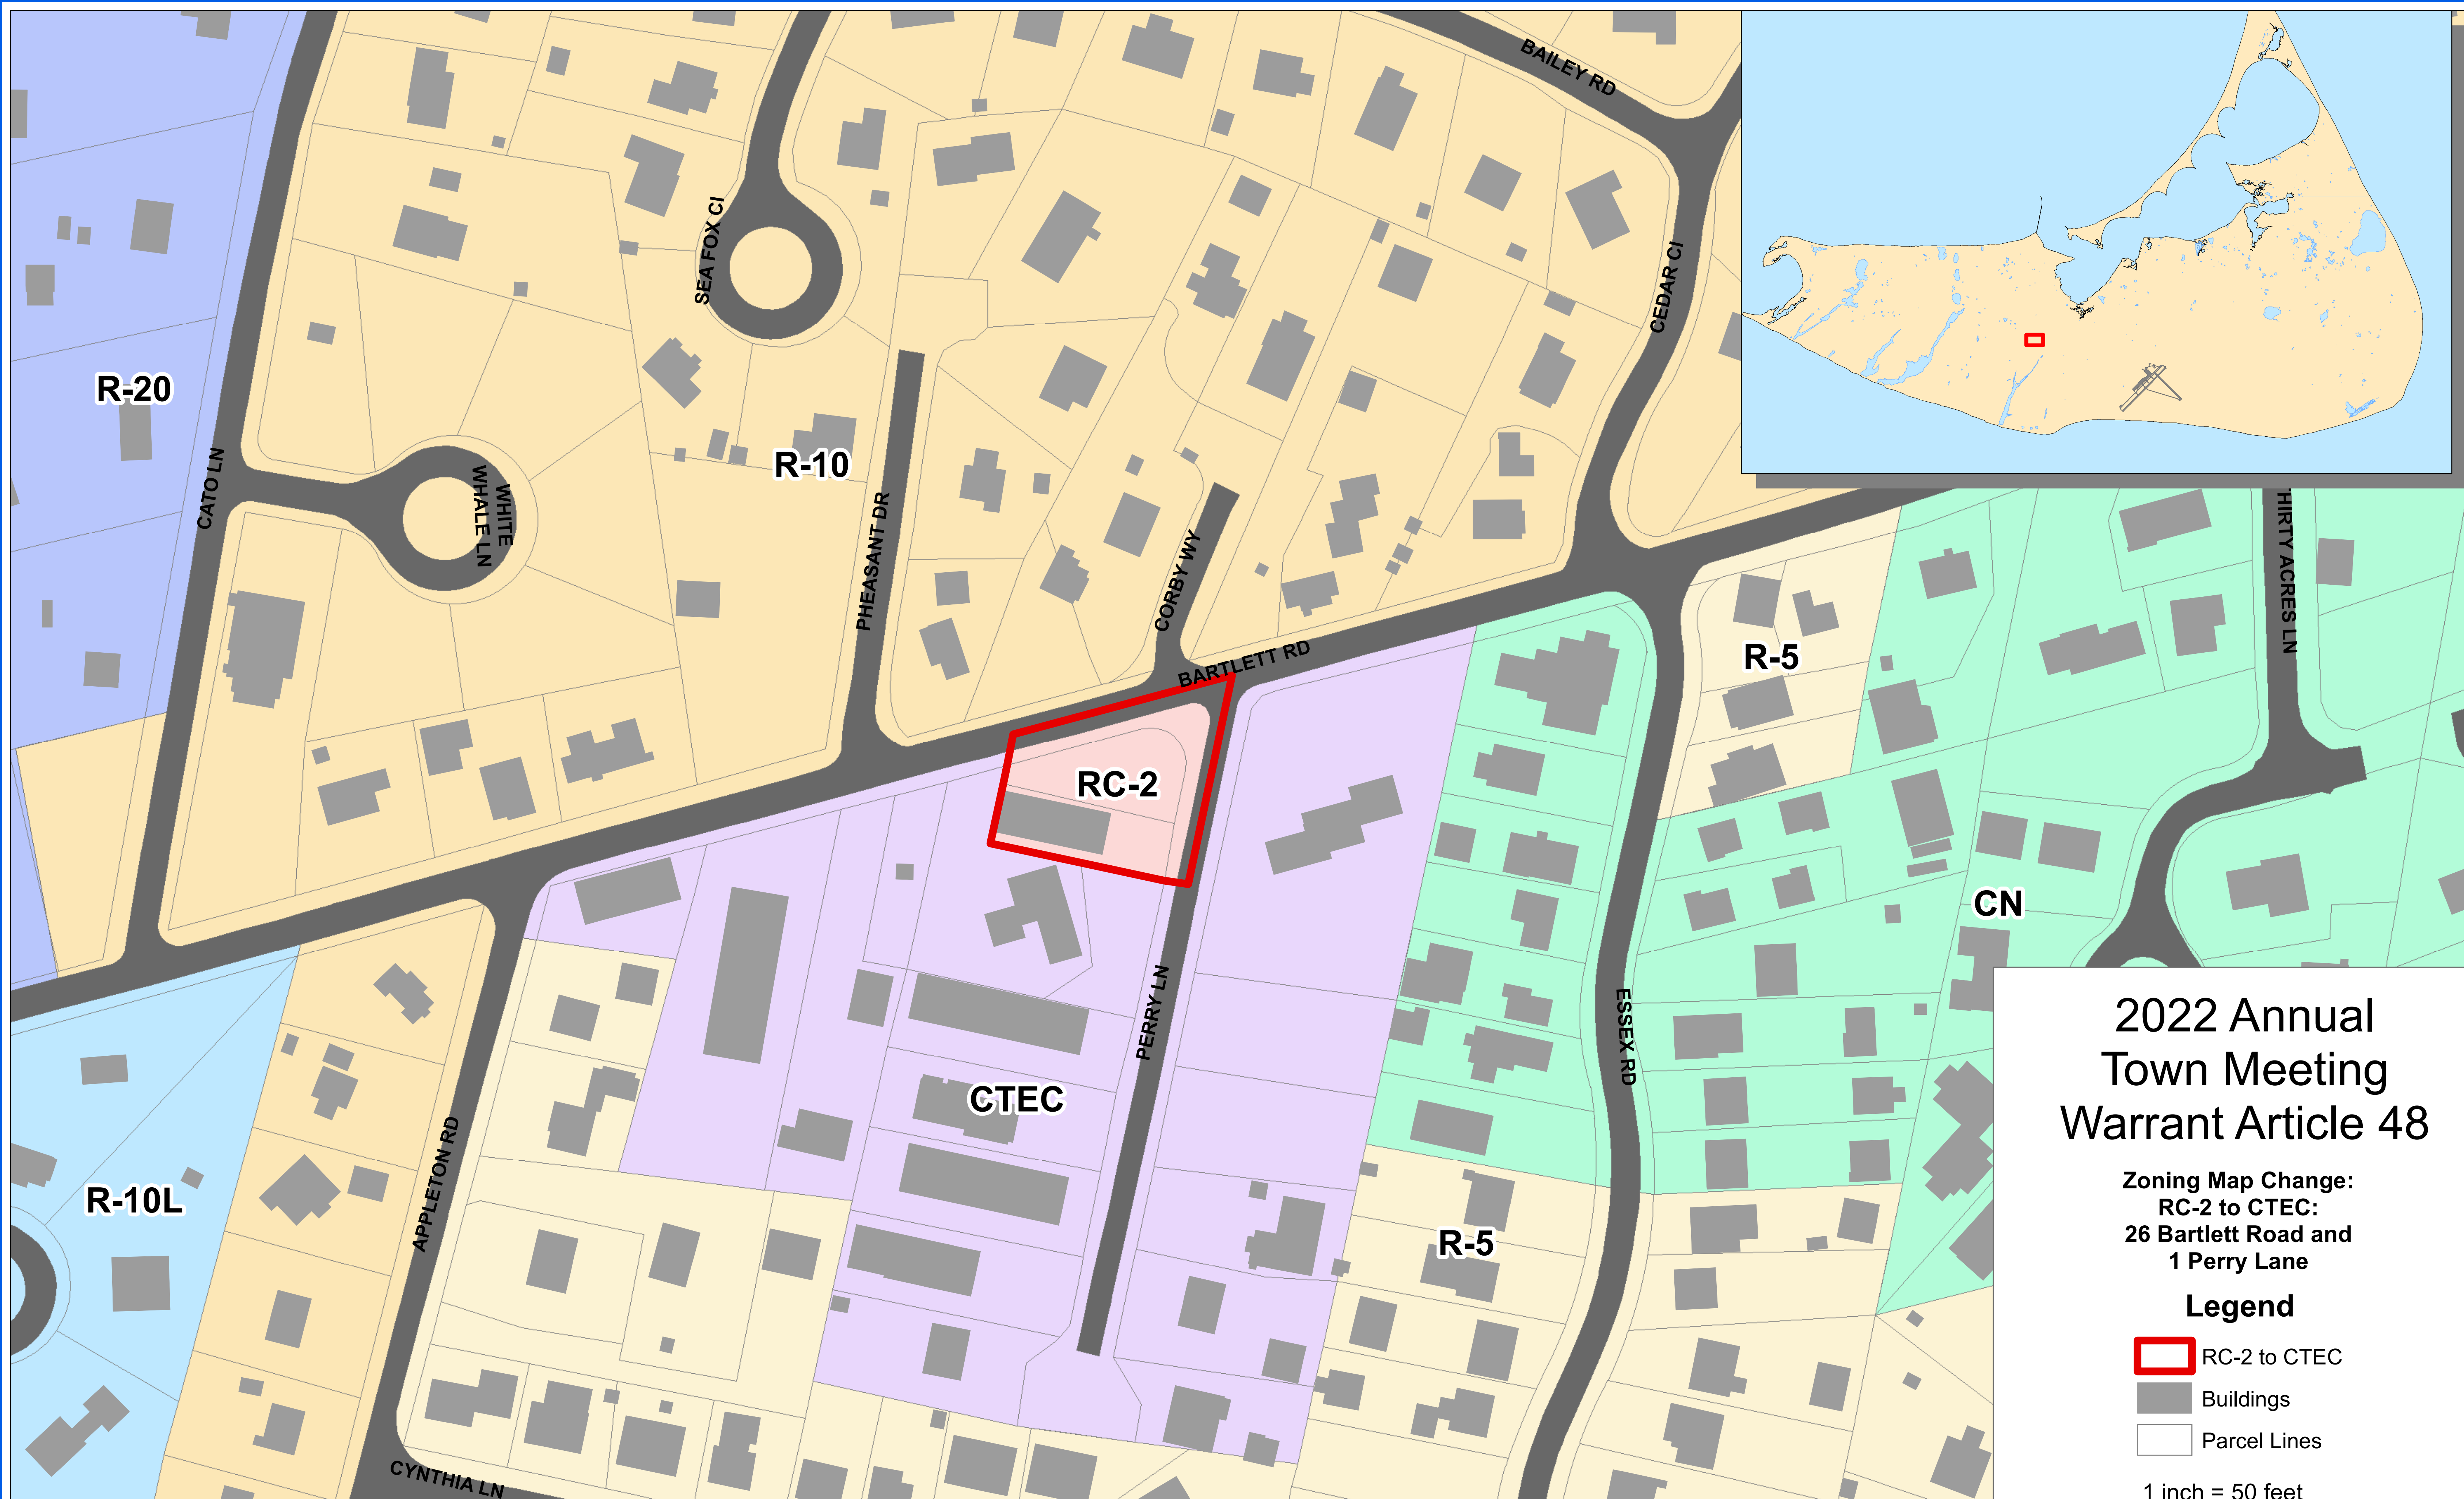 BAILEY RD
SEA FOX CI
CEDAR CI
R-20
CATO LN
WHITE
WHALE LN
R-10
PHEASANT DR
CORBY WY
BARTLETT RD
HIRTY ACRES LN
R-5
RC-2
CN
PERRY LN
ESSEX RD
CTEC
R-10L
APPLETON RD
R-5
CYNTHIA LN
2022 Annual
Town Meeting
Warrant Article 48
Zoning Map Change:
RC-2 to CTEC:
26 Bartlett Road and
1 Perry Lane
Legend
RC-2 to CTEC
Buildings
Parcel Lines
1 inch = 50 feet